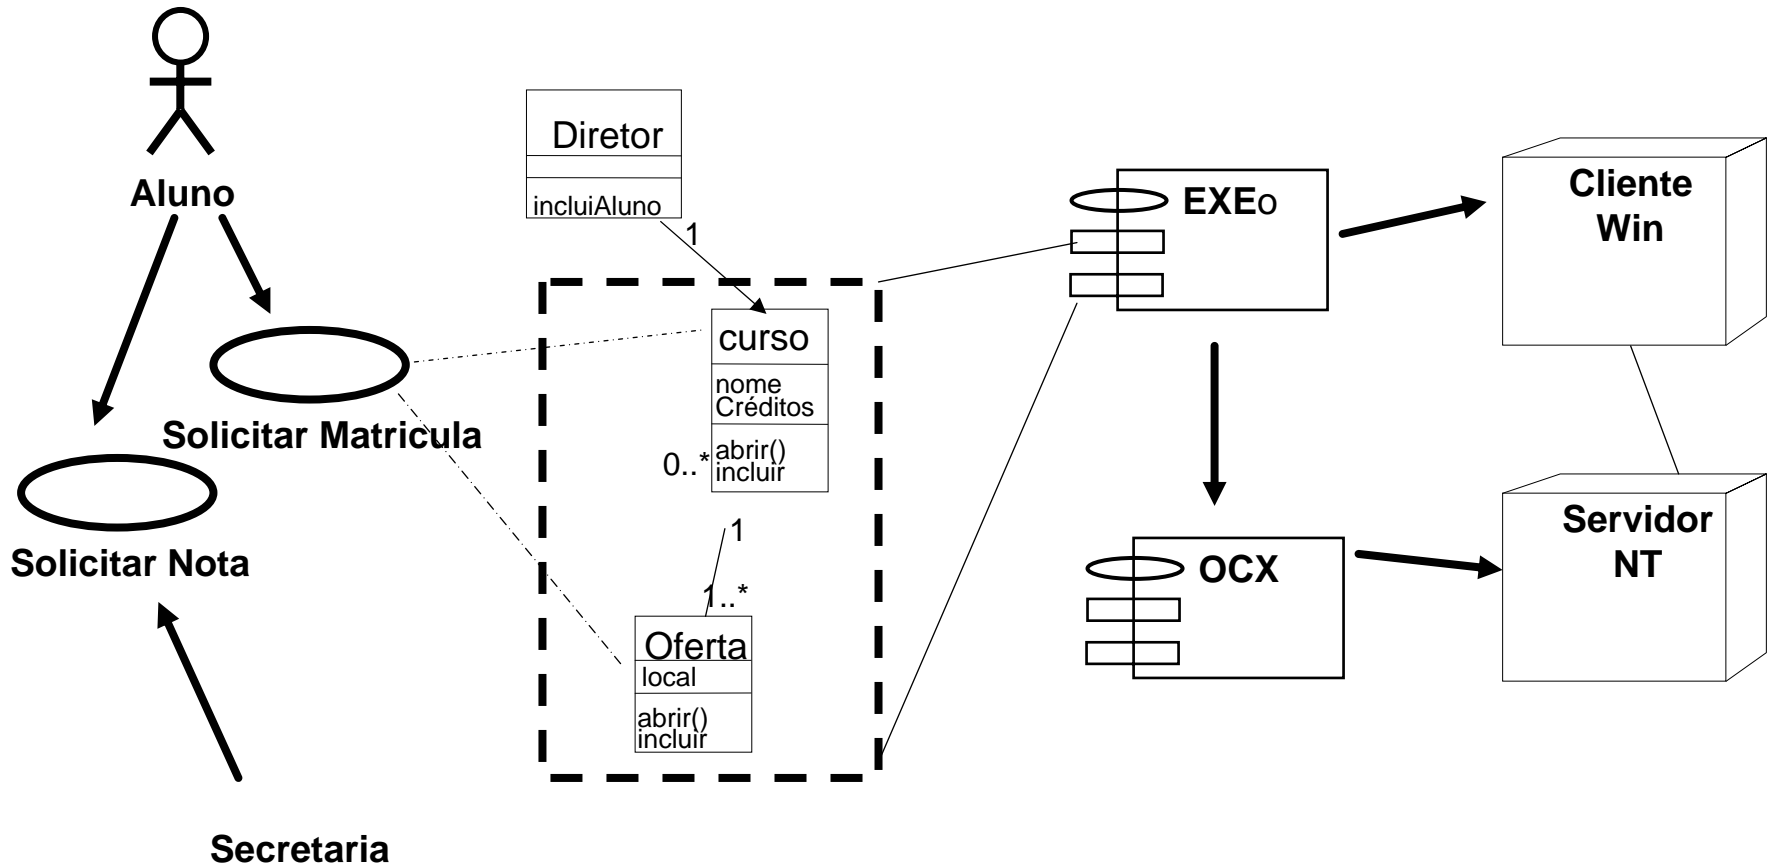 Aluno
Solicitar Matricula
Solicitar Nota
Secretaria
Diretor
incluiAluno
1
curso
nome
Créditos
abrir()
incluir
0..*
1
1..*
Oferta
local
abrir()
incluir
EXEo
OCX
Cliente
Win
Servidor
NT